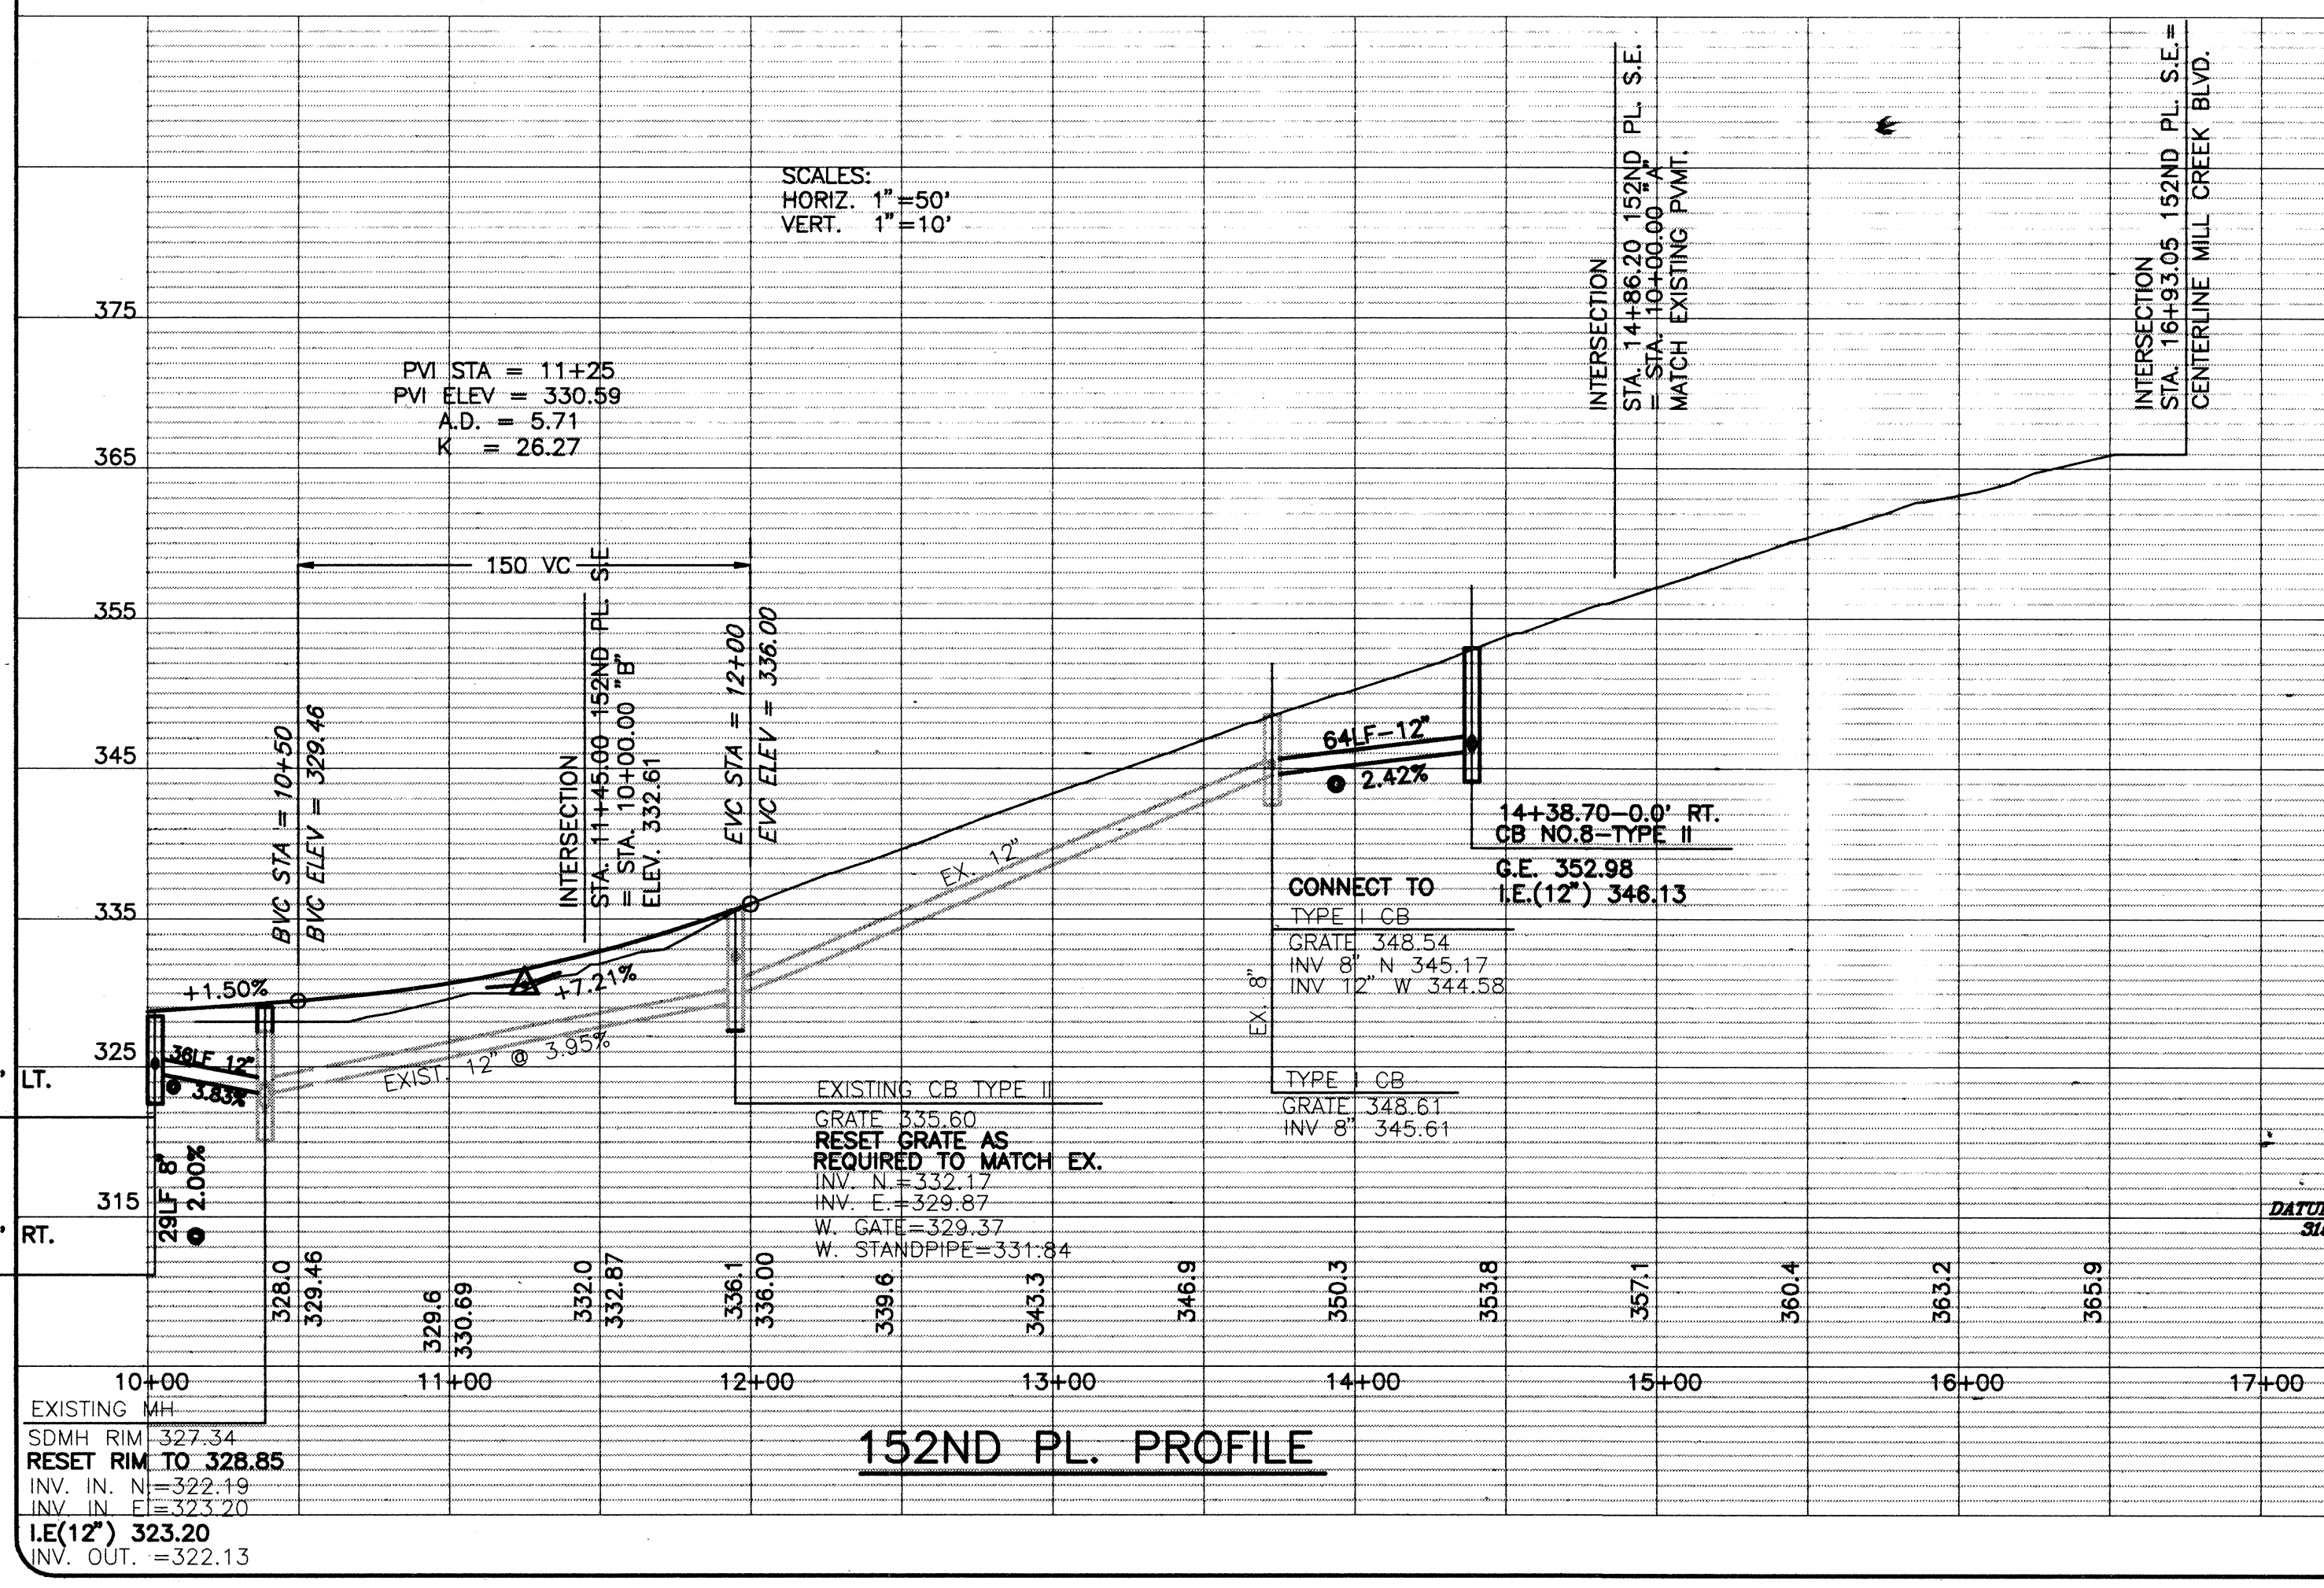 SCALES:
HORIZ. 1"=50'
VERT. 1"=10'
375
365
355
345
335
325
315
PVI STA = 11+25
PVI ELEV = 330.59
A.D. = 5.71
K = 26.27
150 VC
BVC STA = 10+50
BVC ELEV = 329.46
INTERSECTION
STA. 11+45.00 152ND PL. S.E
= STA. 10+00.00 "B"
ELEV. 332.61
EVC STA = 12+00
EVC ELEV = 336.00
INTERSECTION
STA. 14+86.20 152ND PL. S.E.
= STA. 10+00.00 "A"
MATCH EXISTING PVMT.
INTERSECTION
STA. 16+93.05 152ND PL. S.E.=
CENTERLINE MILL CREEK BLVD.
+1.50%
+7.21%
36LF 12"
@ 3.83%
EXIST. 12" @ 3.95%
EX. 12"
64LF-12"
@ 2.42%
14+38.70-0.0' RT.
CB NO.8-TYPE II
G.E. 352.98
I.E.(12") 346.13
CONNECT TO
TYPE I CB
GRATE 348.54
INV 8" N 345.17
INV 12" W 344.58
EX. 8"
TYPE I CB
GRATE 348.61
INV 8" 345.61
EXISTING CB TYPE II
GRATE 335.60
RESET GRATE AS
REQUIRED TO MATCH EX.
INV. N.=332.17
INV. E.=329.87
W. GATE=329.37
W. STANDPIPE=331.84
29LF 8"
@ 2.00%
' LT.
' RT.
328.0
329.46
329.6
330.69
332.0
332.87
336.1
336.00
339.6
343.3
346.9
350.3
353.8
357.1
360.4
363.2
365.9
10+00
11+00
12+00
13+00
14+00
15+00
16+00
17+00
EXISTING MH
SDMH RIM 327.34
RESET RIM TO 328.85
INV. IN. N.=322.19
INV. IN. E=323.20
I.E(12") 323.20
INV. OUT. =322.13
152ND PL. PROFILE